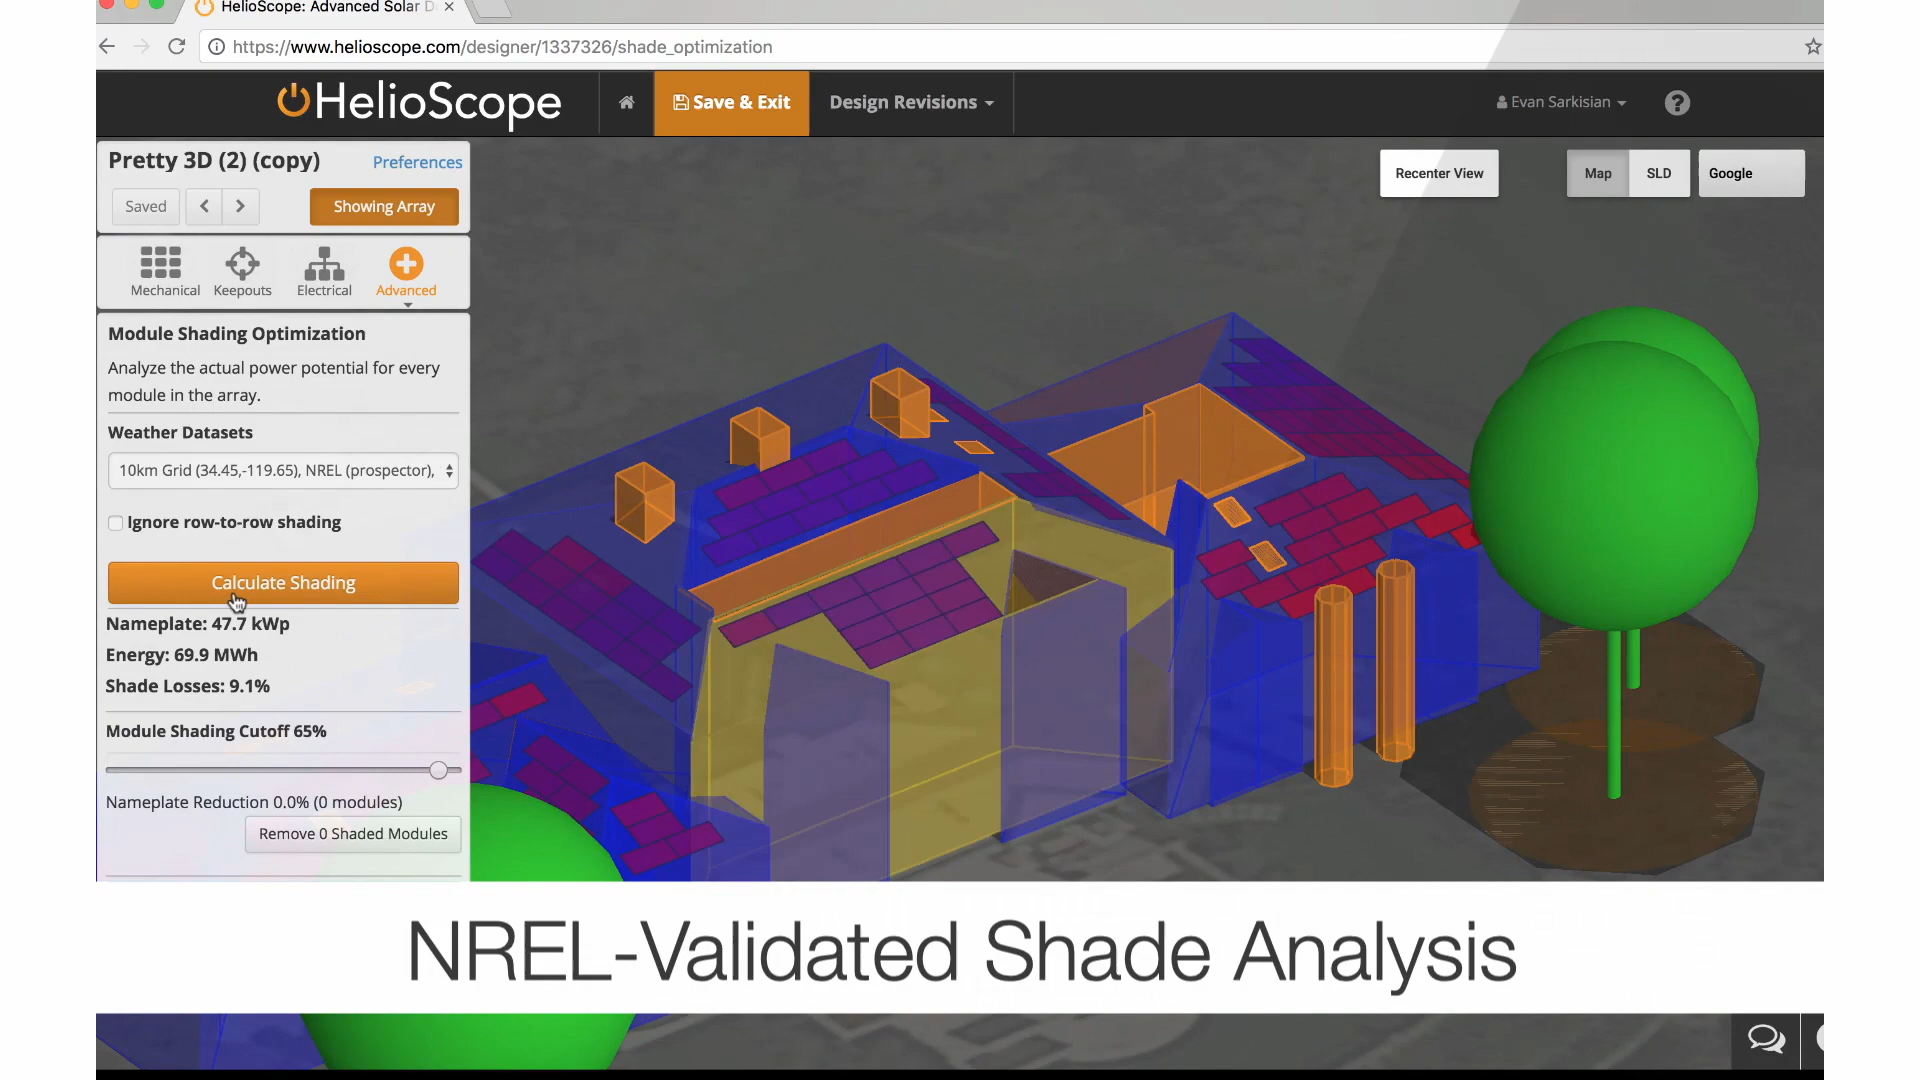 HelioScope: Advanced Solar D
https://www.helioscope.com/designer/1337326/shade_optimization
HelioScope
Save & Exit
Design Revisions
Evan Sarkisian
?
Pretty 3D (2) (copy)
Preferences
Saved
Showing Array
Recenter View
Map
SLD
Google
Mechanical
Keepouts
Electrical
Advanced
Module Shading Optimization
Analyze the actual power potential for every
module in the array.
Weather Datasets
10km Grid (34.45,-119.65), NREL (prospector),
Ignore row-to-row shading
Calculate Shading
Nameplate: 47.7 kWp
Energy: 69.9 MWh
Shade Losses: 9.1%
Module Shading Cutoff 65%
Nameplate Reduction 0.0% (0 modules)
Remove 0 Shaded Modules
NREL-Validated Shade Analysis